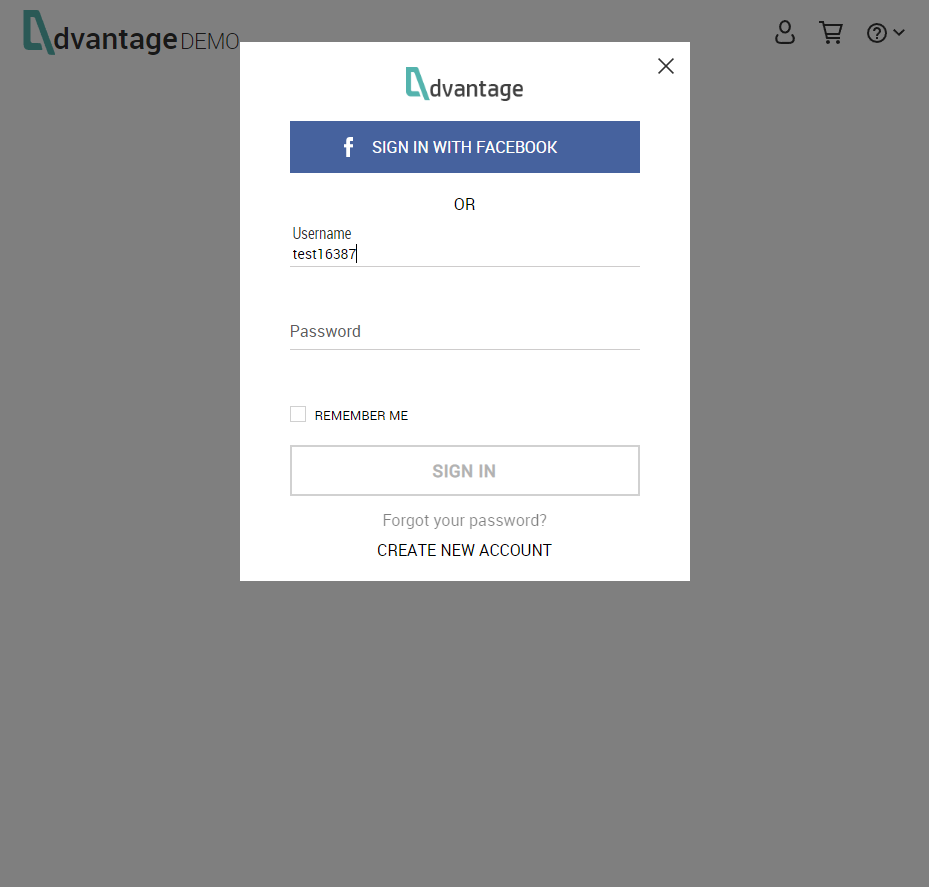 dvantage DEMO
dvantage
SIGN IN WITH FACEBOOK
OR
Username
test16387
Password
REMEMBER ME
SIGN IN
Forgot your password?
CREATE NEW ACCOUNT